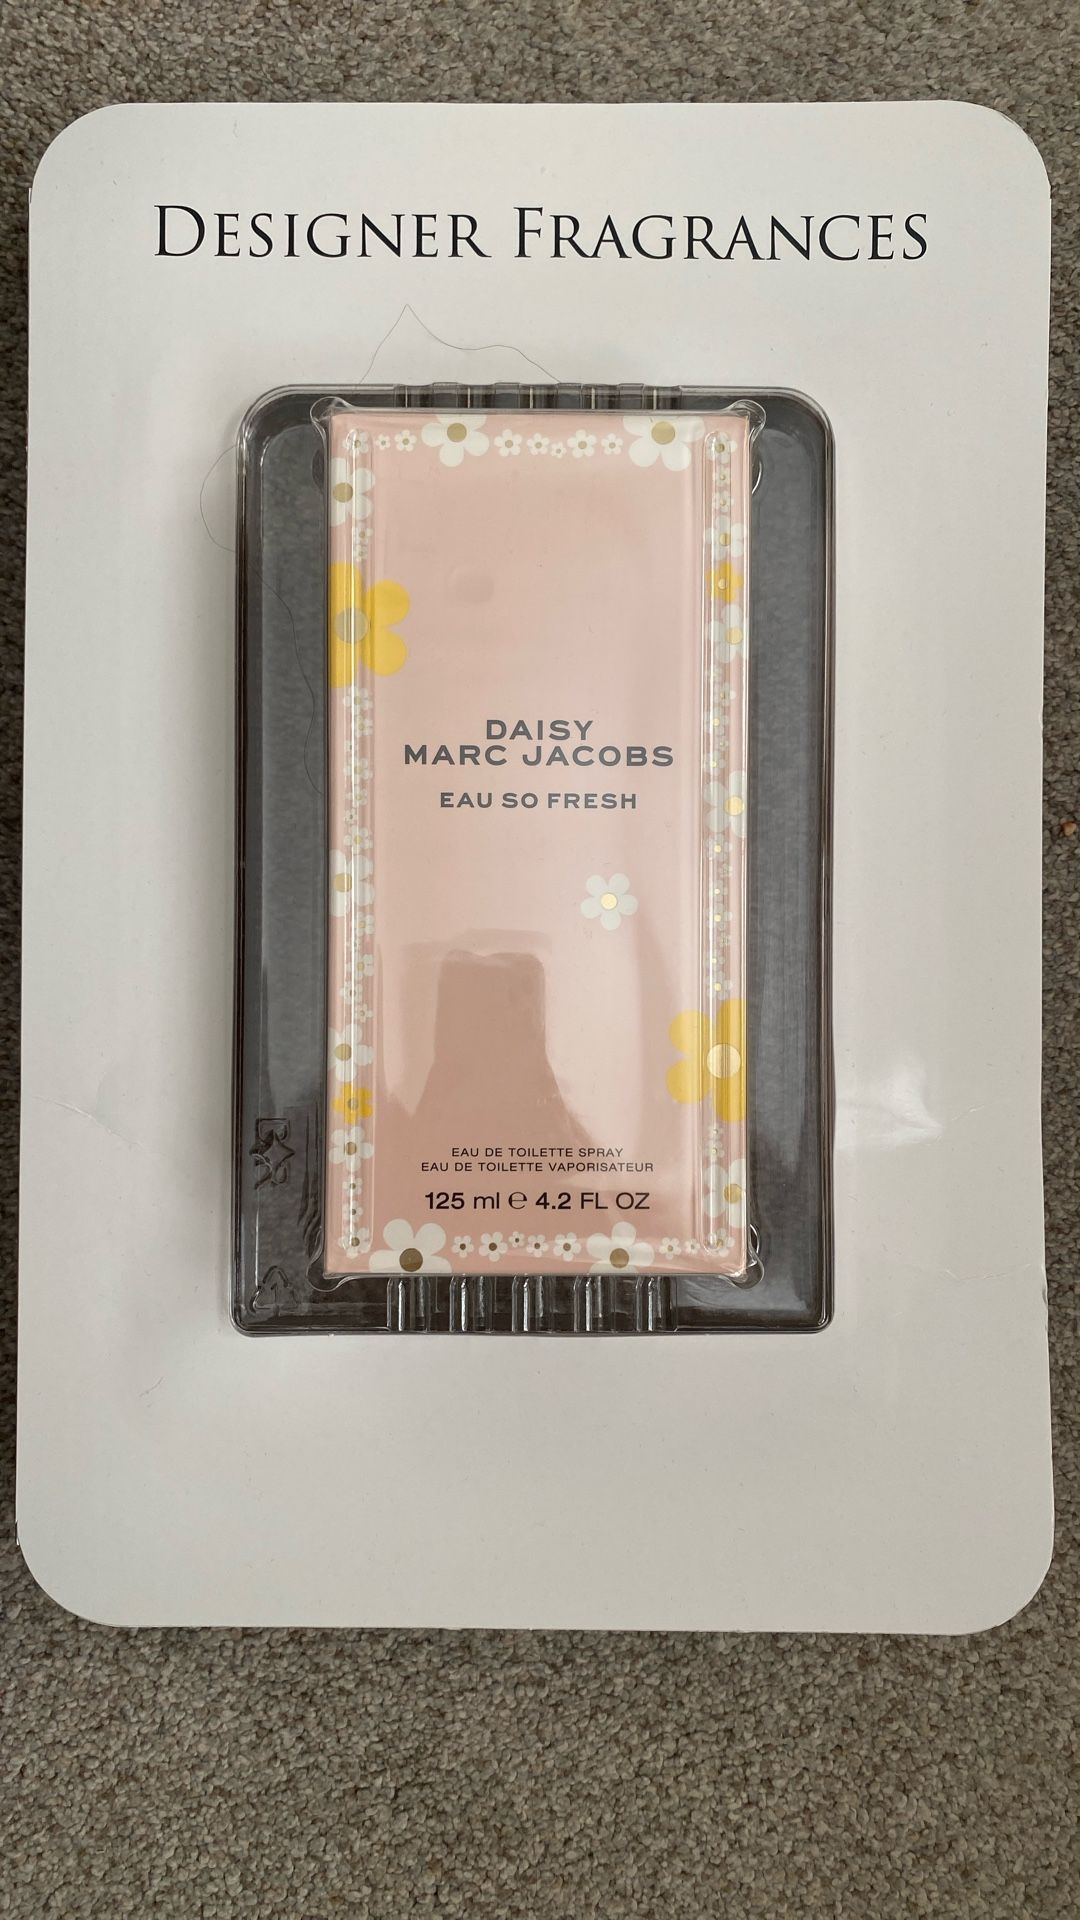 DESIGNER FRAGRANCES
DAISY
MARC JACOBS
EAU SO FRESH
EAU DE TOILETTE SPRAY
EAU DE TOILETTE VAPORISATEUR
125 ml ℮ 4.2 FL OZ